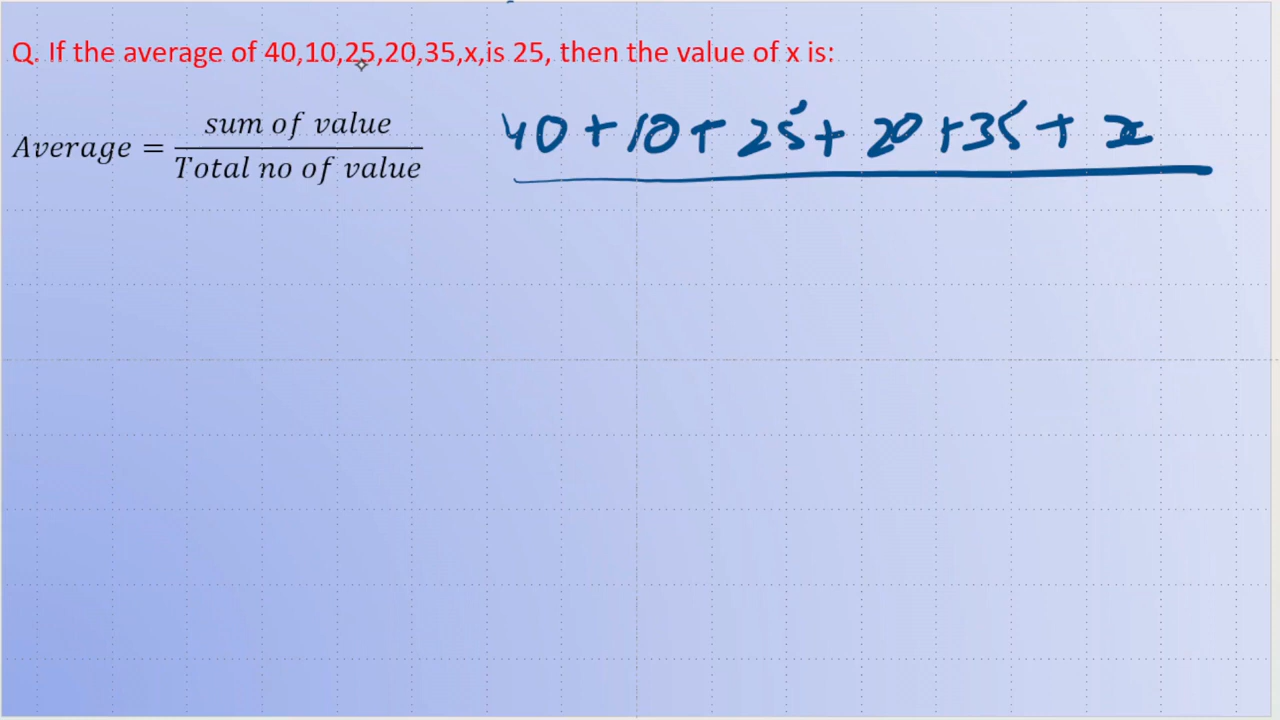 Q. If the average of 40,10,25,20,35,x,is 25, then the value of x is:
Average = sum of value / Total no of value
40 + 10 + 25 + 20 + 35 + x